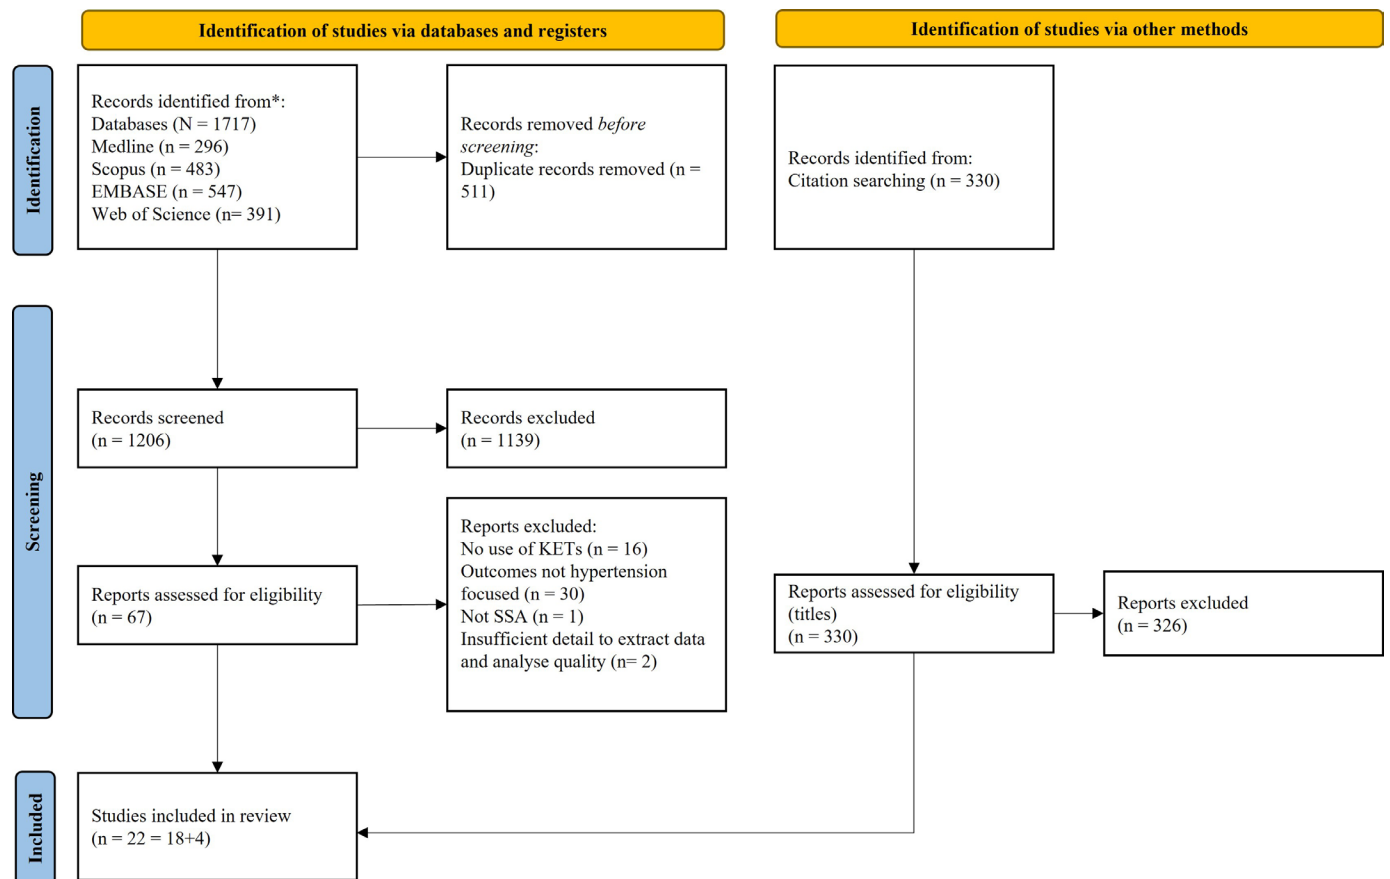 Identification of studies via databases and registers
Identification of studies via other methods
Identification
Records identified from*:
Databases (N = 1717)
Medline (n = 296)
Scopus (n = 483)
EMBASE (n = 547)
Web of Science (n= 391)
Records removed before
screening:
Duplicate records removed (n =
511)
Records identified from:
Citation searching (n = 330)
Screening
Records screened
(n = 1206)
Records excluded
(n = 1139)
Reports assessed for eligibility
(n = 67)
Reports excluded:
No use of KETs (n = 16)
Outcomes not hypertension
focused (n = 30)
Not SSA (n = 1)
Insufficient detail to extract data
and analyse quality (n= 2)
Reports assessed for eligibility
(titles)
(n = 330)
Reports excluded
(n = 326)
Included
Studies included in review
(n = 22 = 18+4)